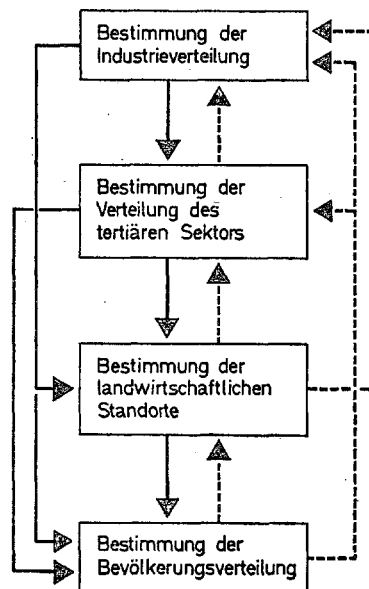 Bestimmung der
Industrieverteilung
Bestimmung der
Verteilung des
tertiären Sektors
Bestimmung der
landwirtschaftlichen
Standorte
Bestimmung der
Bevölkerungsverteilung